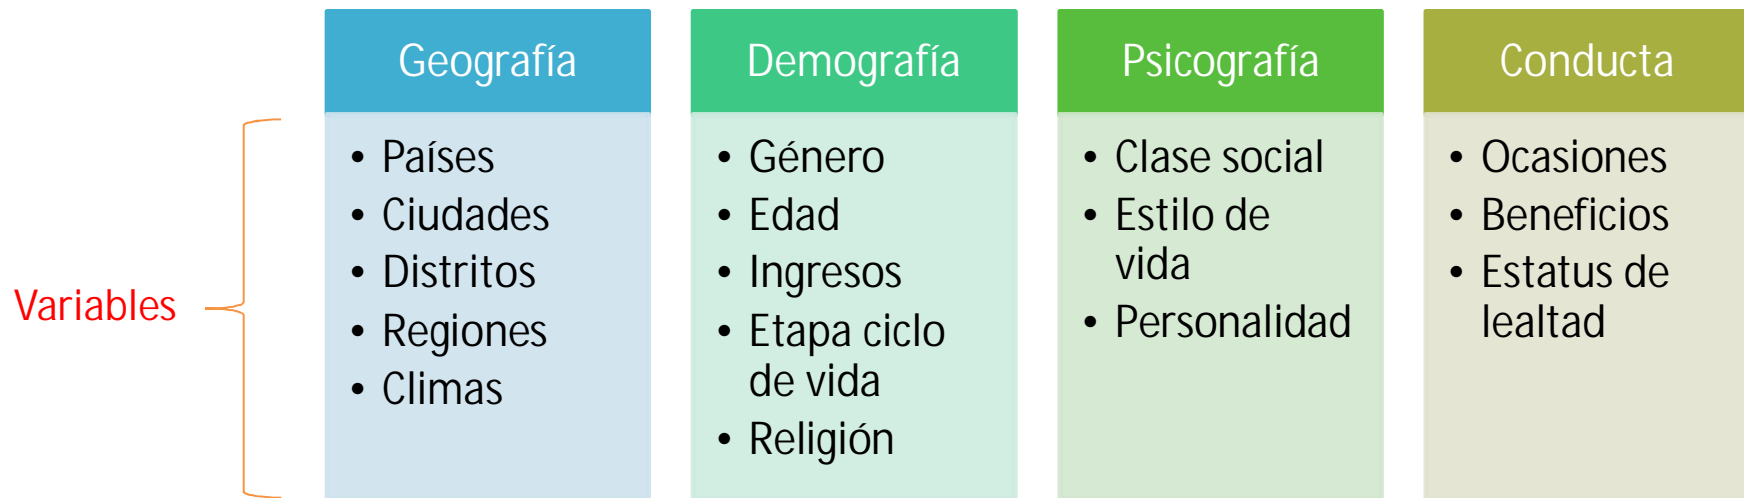 Variables
Geografía
• Países
• Ciudades
• Distritos
• Regiones
• Climas
Demografía
• Género
• Edad
• Ingresos
• Etapa ciclo
de vida
• Religión
Psicografía
• Clase social
• Estilo de
vida
• Personalidad
Conducta
• Ocasiones
• Beneficios
• Estatus de
lealtad